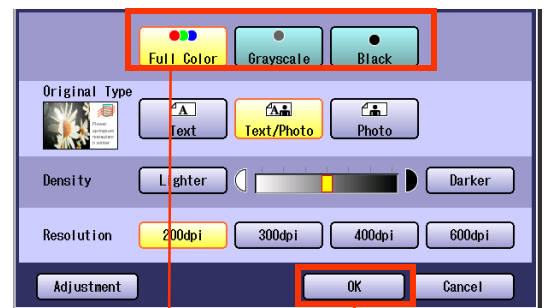 Full Color Grayscale Black
Original Type
Text Text/Photo Photo
Density Lighter Darker
Resolution 200dpi 300dpi 400dpi 600dpi
Adjustment OK Cancel